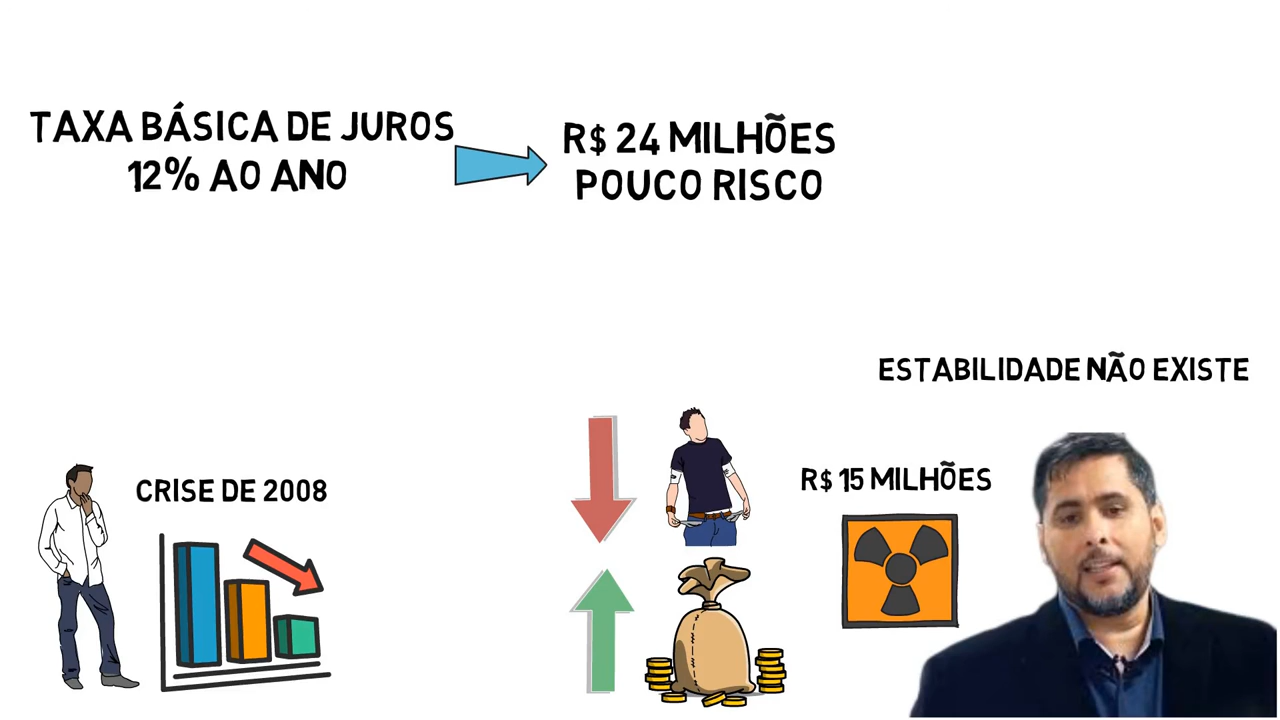 TAXA BÁSICA DE JUROS
12% AO ANO
R$ 24 MILHÕES
POUCO RISCO
ESTABILIDADE NÃO EXISTE
CRISE DE 2008
R$ 15 MILHÕES